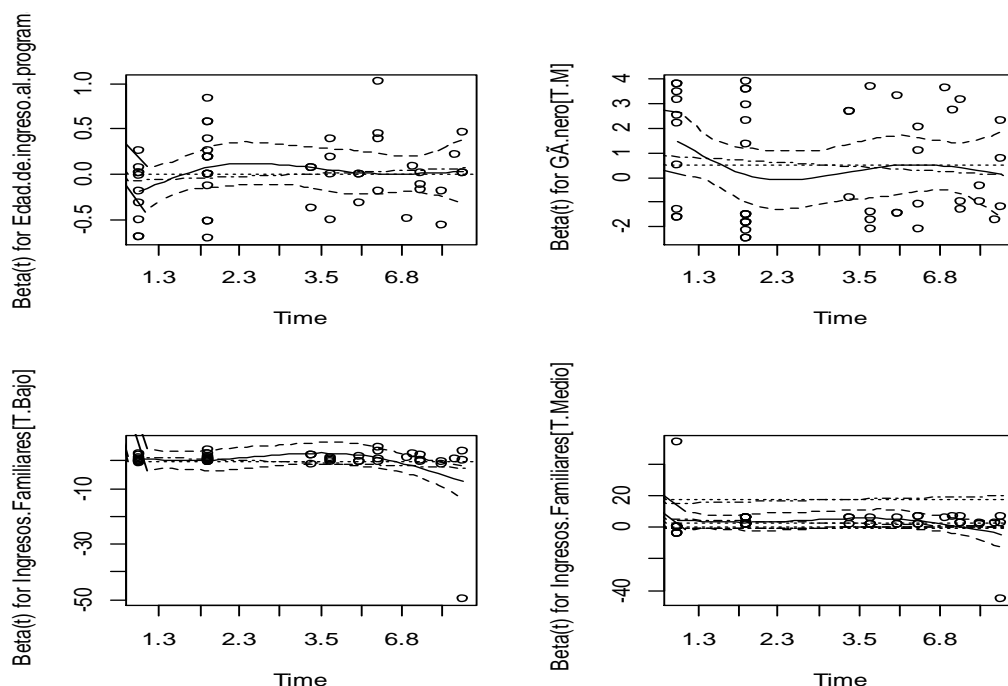 Beta(t) for Edad.de.ingreso.al.program
1.0
0.5
0.0
-0.5
1.3 2.3 3.5 6.8
Time
Beta(t) for GÃ.nero[T.M]
4
3
2
1
0
-2
1.3 2.3 3.5 6.8
Time
Beta(t) for Ingresos.Familiares[T.Bajo]
-10
-30
-50
1.3 2.3 3.5 6.8
Time
Beta(t) for Ingresos.Familiares[T.Medio]
20
0
-40
1.3 2.3 3.5 6.8
Time